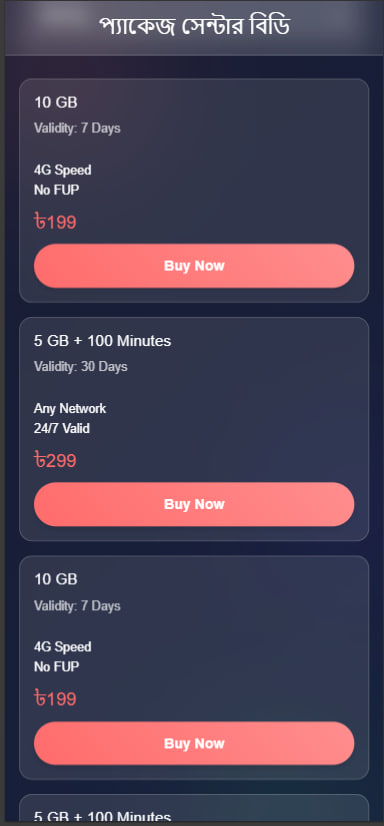 প্যাকেজ সেন্টার বিডি
10 GB
Validity: 7 Days
4G Speed
No FUP
৳199
Buy Now
5 GB + 100 Minutes
Validity: 30 Days
Any Network
24/7 Valid
৳299
Buy Now
10 GB
Validity: 7 Days
4G Speed
No FUP
৳199
Buy Now
5 GB + 100 Minutes